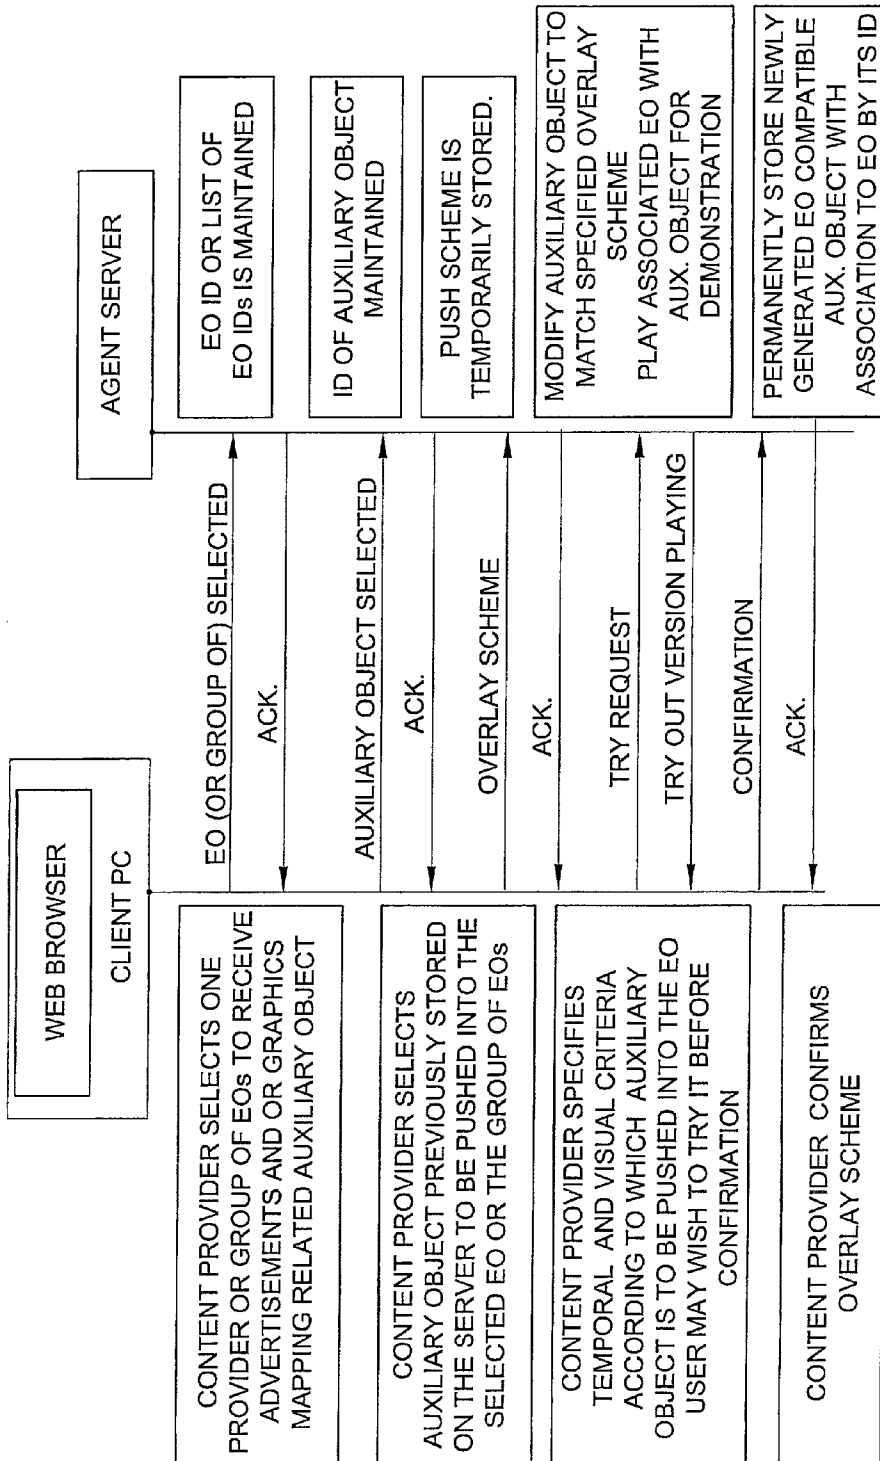 WEB BROWSER
CLIENT PC
AGENT SERVER
CONTENT PROVIDER SELECTS ONE
PROVIDER OR GROUP OF EOs TO RECEIVE
ADVERTISEMENTS AND OR GRAPHICS
MAPPING RELATED AUXILIARY OBJECT
EO (OR GROUP OF) SELECTED
EO ID OR LIST OF
EO IDs IS MAINTAINED
ACK.
CONTENT PROVIDER SELECTS
AUXILIARY OBJECT PREVIOUSLY STORED
ON THE SERVER TO BE PUSHED INTO THE
SELECTED EO OR THE GROUP OF EOs
AUXILIARY OBJECT SELECTED
ID OF AUXILIARY OBJECT
MAINTAINED
ACK.
OVERLAY SCHEME
PUSH SCHEME IS
TEMPORARILY STORED.
ACK.
CONTENT PROVIDER SPECIFIES
TEMPORAL AND VISUAL CRITERIA
ACCORDING TO WHICH AUXILIARY
OBJECT IS TO BE PUSHED INTO THE EO
USER MAY WISH TO TRY IT BEFORE
CONFIRMATION
TRY REQUEST
MODIFY AUXILIARY OBJECT TO
MATCH SPECIFIED OVERLAY
SCHEME
PLAY ASSOCIATED EO WITH
AUX. OBJECT FOR
DEMONSTRATION
TRY OUT VERSION PLAYING
CONTENT PROVIDER CONFIRMS
OVERLAY SCHEME
CONFIRMATION
PERMANENTLY STORE NEWLY
GENERATED EO COMPATIBLE
AUX. OBJECT WITH
ASSOCIATION TO EO BY ITS ID
ACK.